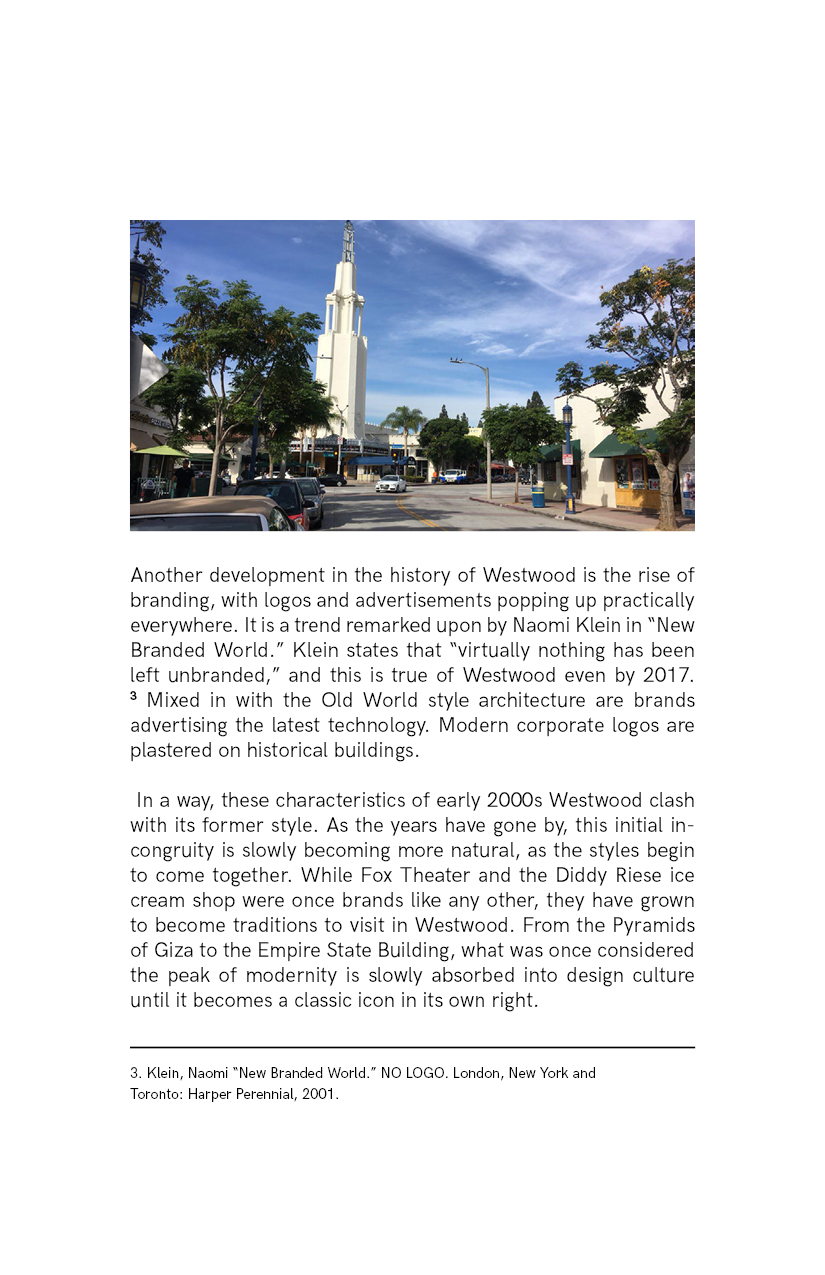 Another development in the history of Westwood is the rise of
branding, with logos and advertisements popping up practically
everywhere. It is a trend remarked upon by Naomi Klein in “New
Branded World.” Klein states that “virtually nothing has been
left unbranded,” and this is true of Westwood even by 2017.
³ Mixed in with the Old World style architecture are brands
advertising the latest technology. Modern corporate logos are
plastered on historical buildings.
In a way, these characteristics of early 2000s Westwood clash
with its former style. As the years have gone by, this initial in-
congruity is slowly becoming more natural, as the styles begin
to come together. While Fox Theater and the Diddy Riese ice
cream shop were once brands like any other, they have grown
to become traditions to visit in Westwood. From the Pyramids
of Giza to the Empire State Building, what was once considered
the peak of modernity is slowly absorbed into design culture
until it becomes a classic icon in its own right.
3. Klein, Naomi “New Branded World.” NO LOGO. London, New York and
Toronto: Harper Perennial, 2001.